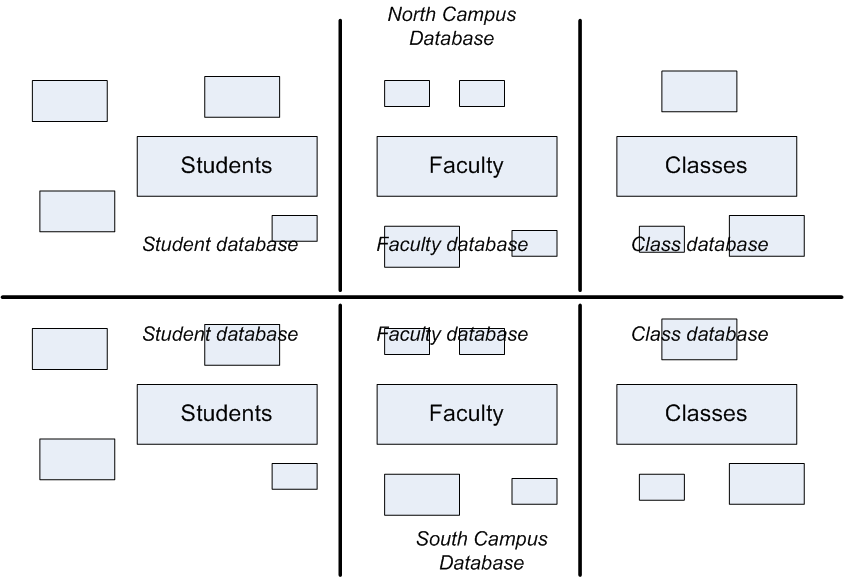 North Campus
Database
Students
Faculty
Classes
Student database
Faculty database
Class database
Student database
Faculty database
Class database
Students
Faculty
Classes
South Campus
Database